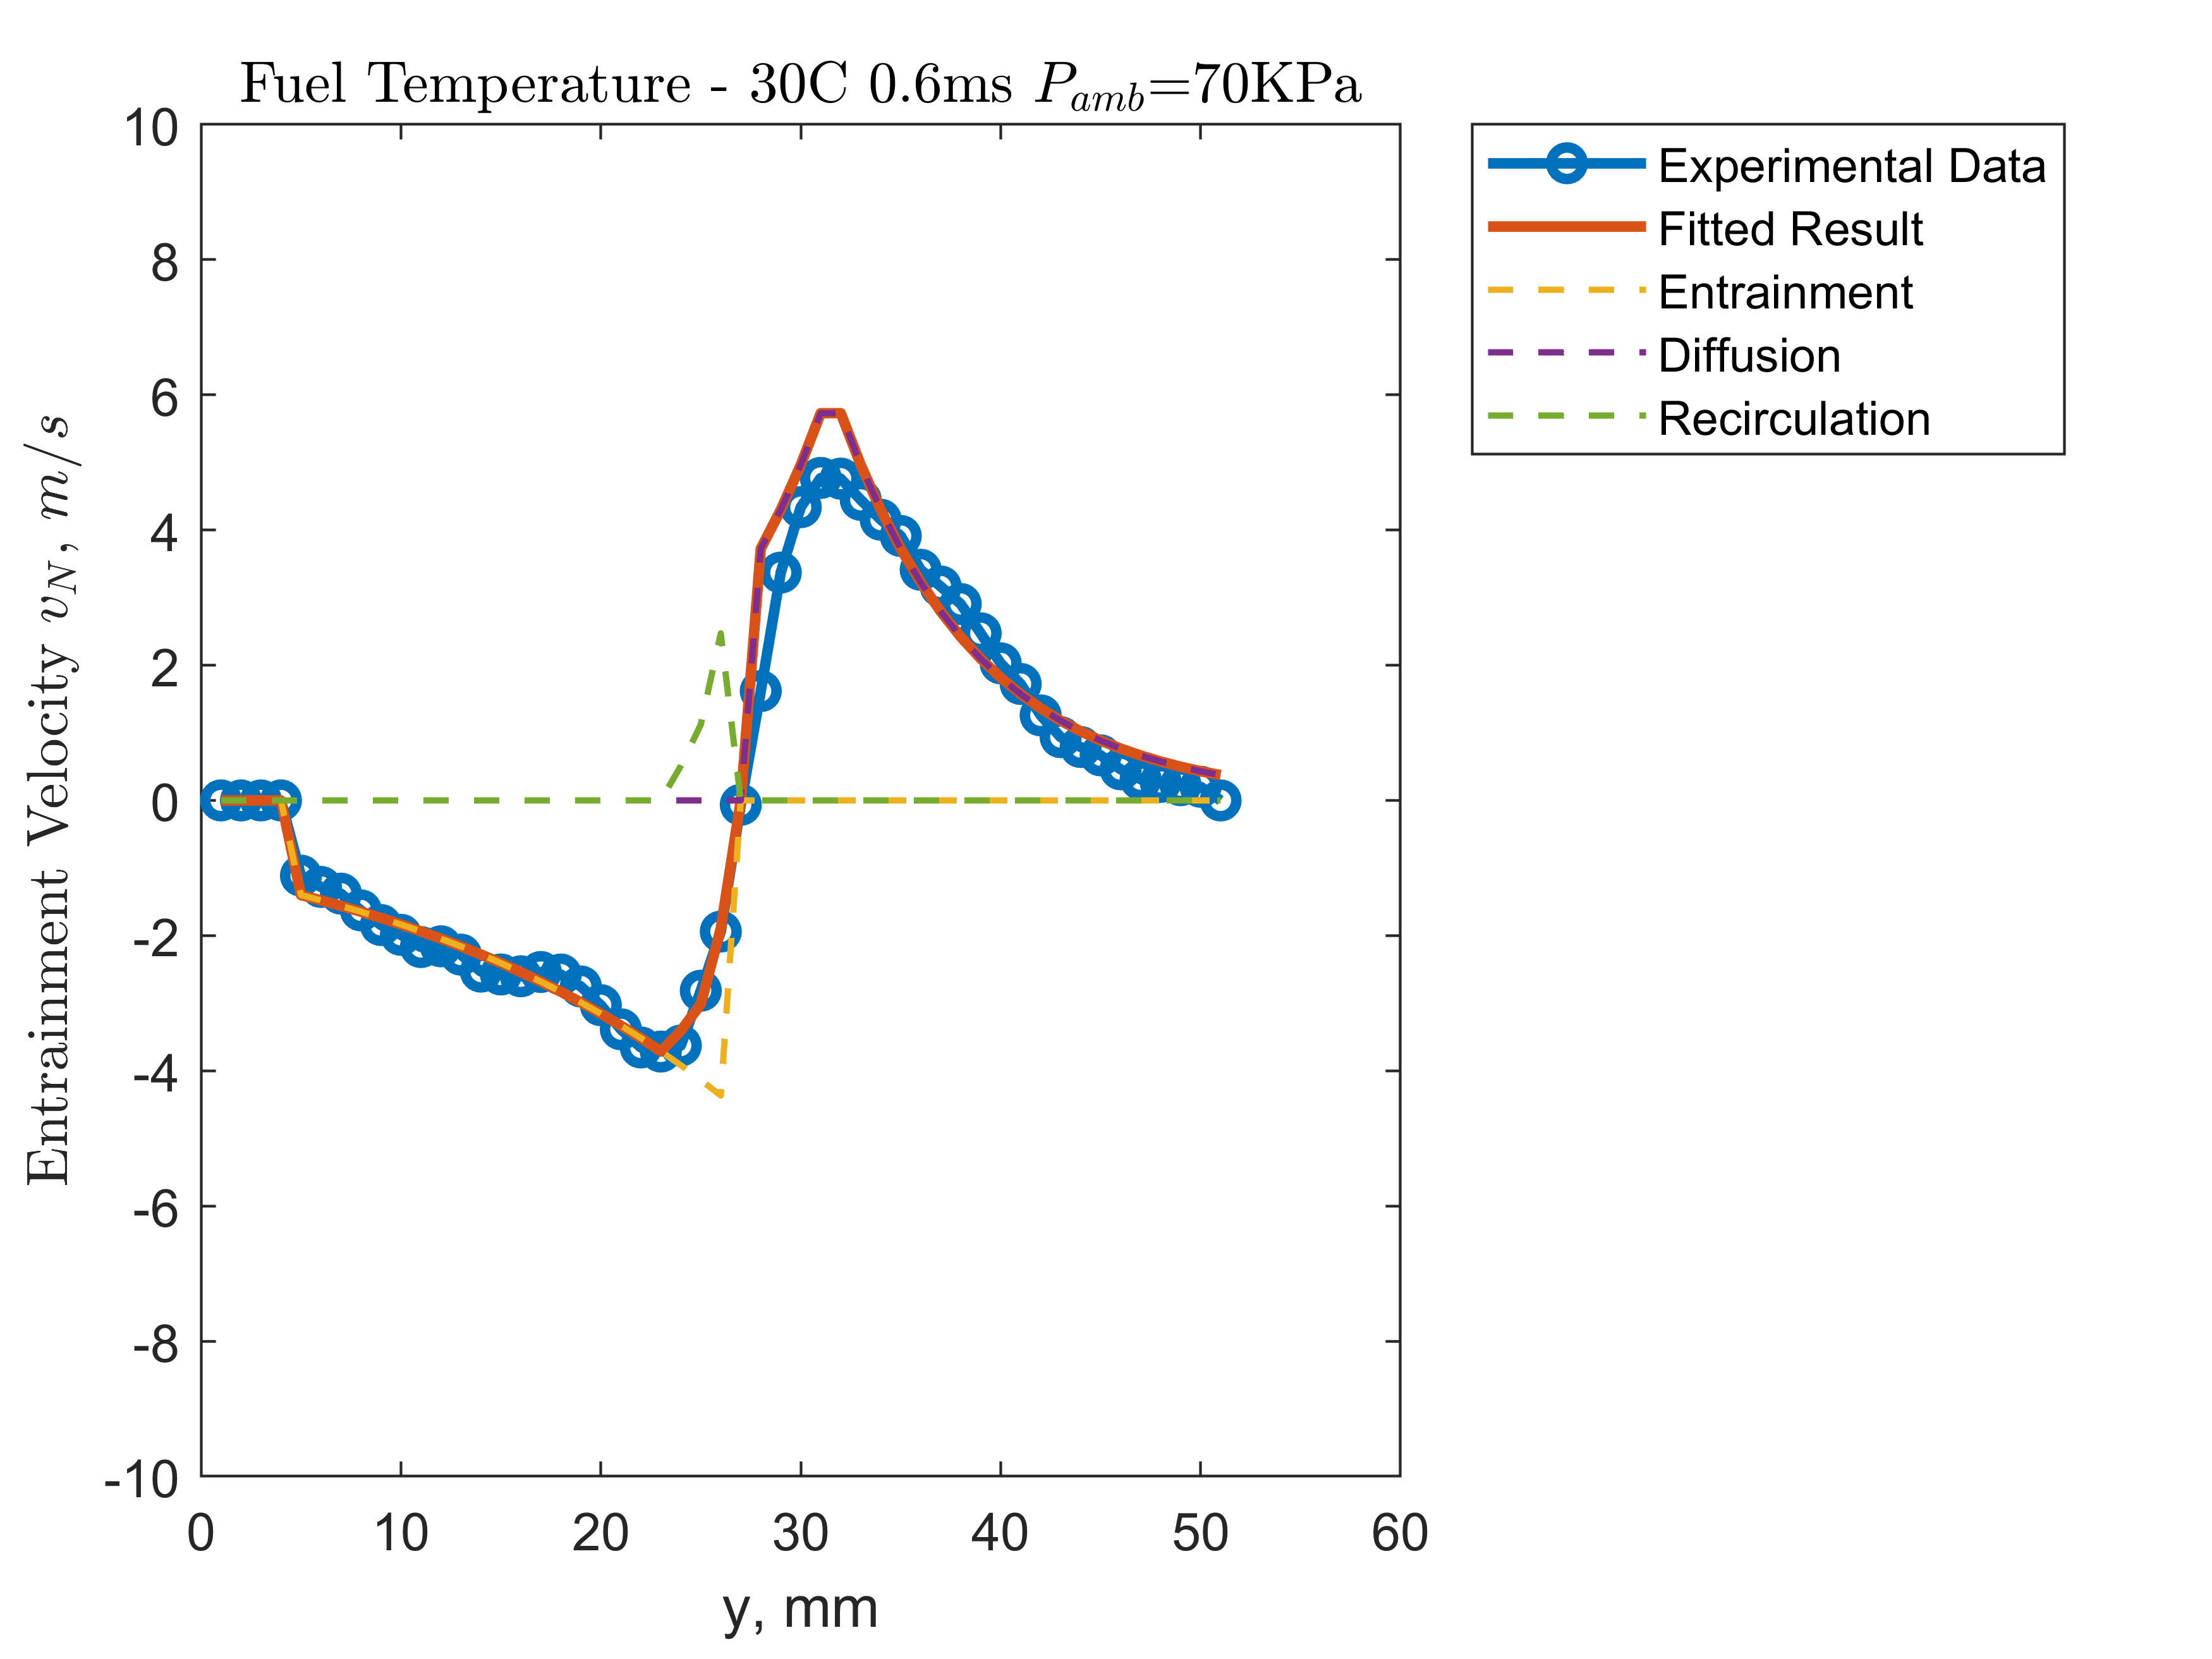 Fuel Temperature - 30C 0.6ms P_amb=70KPa
10
8
6
4
2
0
-2
-4
-6
-8
-10
Entrainment Velocity v_N, m/s
0 10 20 30 40 50 60
y, mm
Experimental Data
Fitted Result
Entrainment
Diffusion
Recirculation